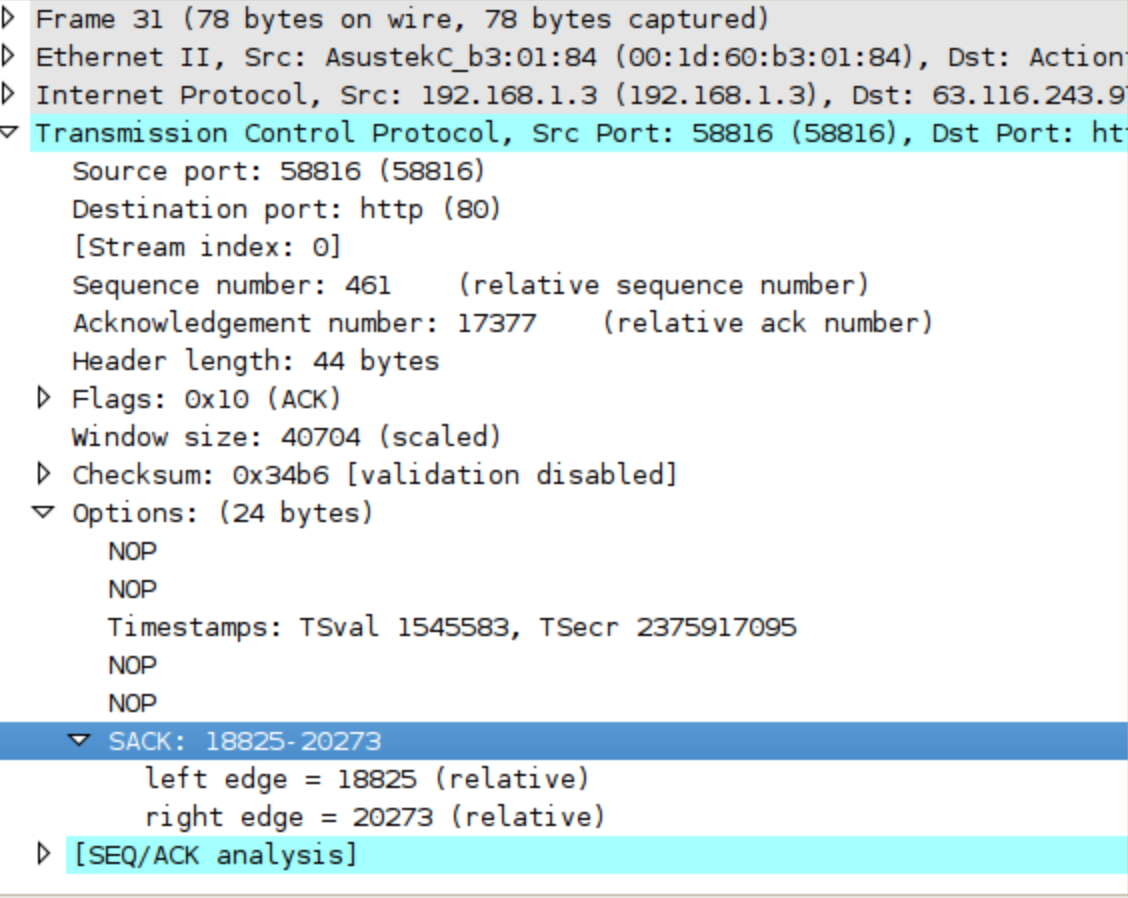 Frame 31 (78 bytes on wire, 78 bytes captured)
Ethernet II, Src: AsustekC_b3:01:84 (00:1d:60:b3:01:84), Dst: Action
Internet Protocol, Src: 192.168.1.3 (192.168.1.3), Dst: 63.116.243.9
Transmission Control Protocol, Src Port: 58816 (58816), Dst Port: ht
Source port: 58816 (58816)
Destination port: http (80)
[Stream index: 0]
Sequence number: 461 (relative sequence number)
Acknowledgement number: 17377 (relative ack number)
Header length: 44 bytes
Flags: 0x10 (ACK)
Window size: 40704 (scaled)
Checksum: 0x34b6 [validation disabled]
Options: (24 bytes)
NOP
NOP
Timestamps: TSval 1545583, TSecr 2375917095
NOP
NOP
SACK: 18825-20273
left edge = 18825 (relative)
right edge = 20273 (relative)
[SEQ/ACK analysis]